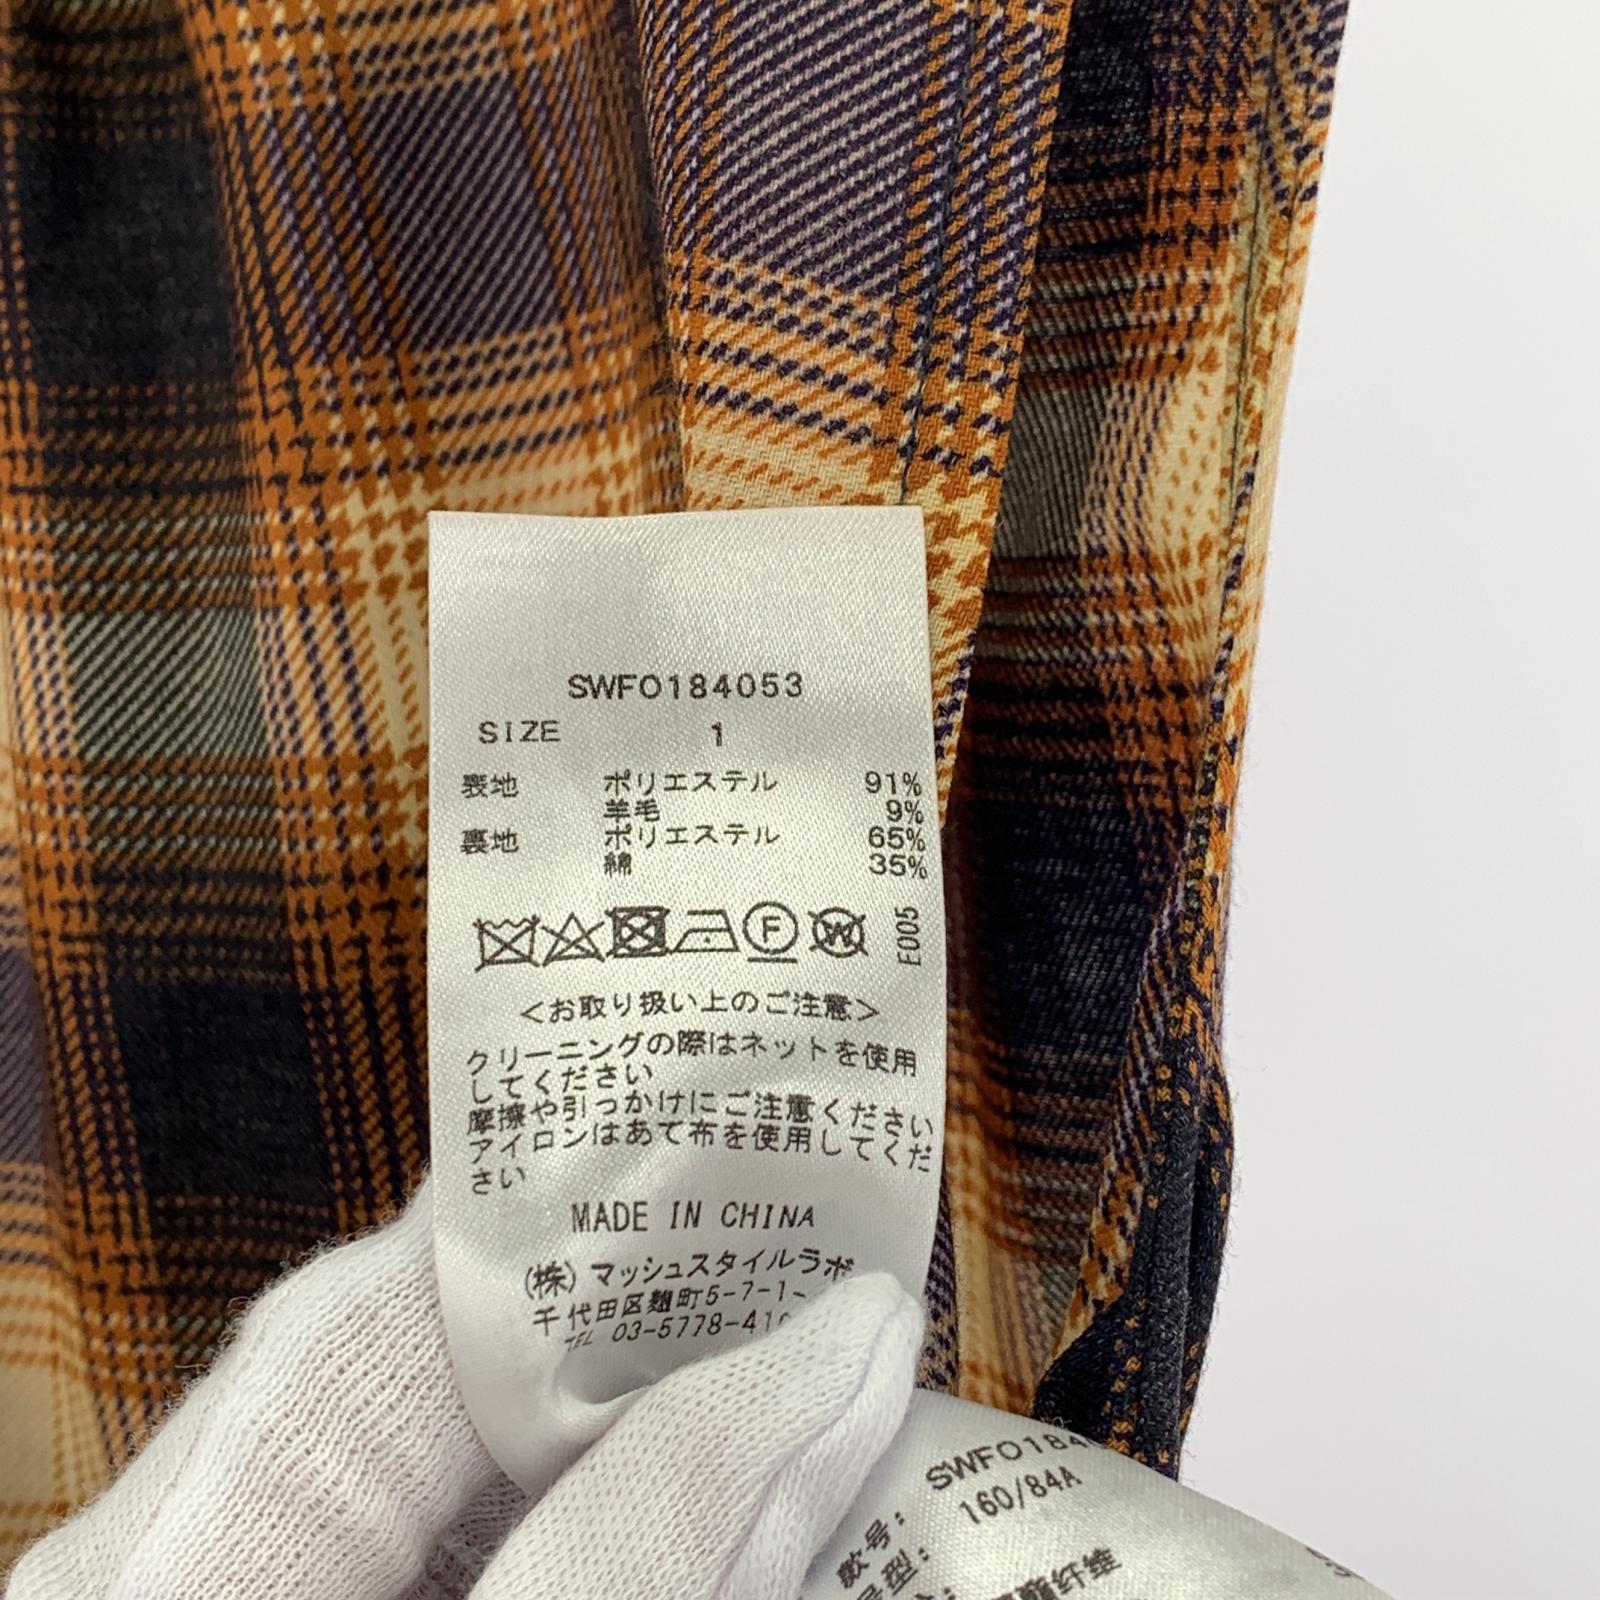 SWFO184053
SIZE 1
表地 ポリエステル 91%
羊毛 9%
裏地 ポリエステル 65%
綿 35%
F W
F005
<お取り扱い上のご注意>
クリーニングの際はネットを使用
してください
摩擦や引っかけにご注意ください
アイロンはあて布を使用してくだ
さい
MADE IN CHINA
(株)マッシュスタイルラボ
千代田区麹町5-7-1-
TEL 03-5778-41
SWFO184
款号:
160/84A
号型:
纤维